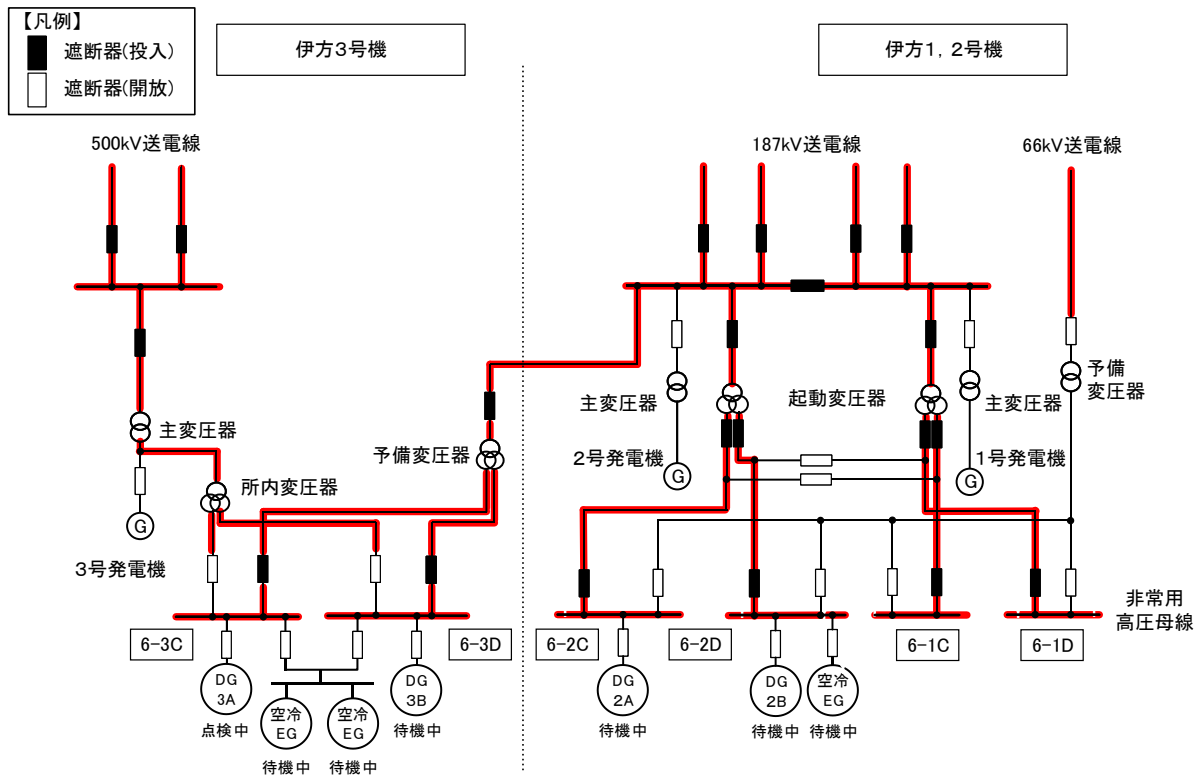 【凡例】
遮断器(投入)
遮断器(開放)
伊方3号機
伊方1，2号機
500kV送電線
187kV送電線
66kV送電線
主変圧器
所内変圧器
G
3号発電機
予備変圧器
主変圧器
2号発電機
G
起動変圧器
主変圧器
1号発電機
G
予備
変圧器
非常用
高圧母線
6-3C
6-3D
6-2C
6-2D
6-1C
6-1D
DG
3A
点検中
空冷
EG
待機中
空冷
EG
待機中
DG
3B
待機中
DG
2A
待機中
DG
2B
待機中
空冷
EG
待機中